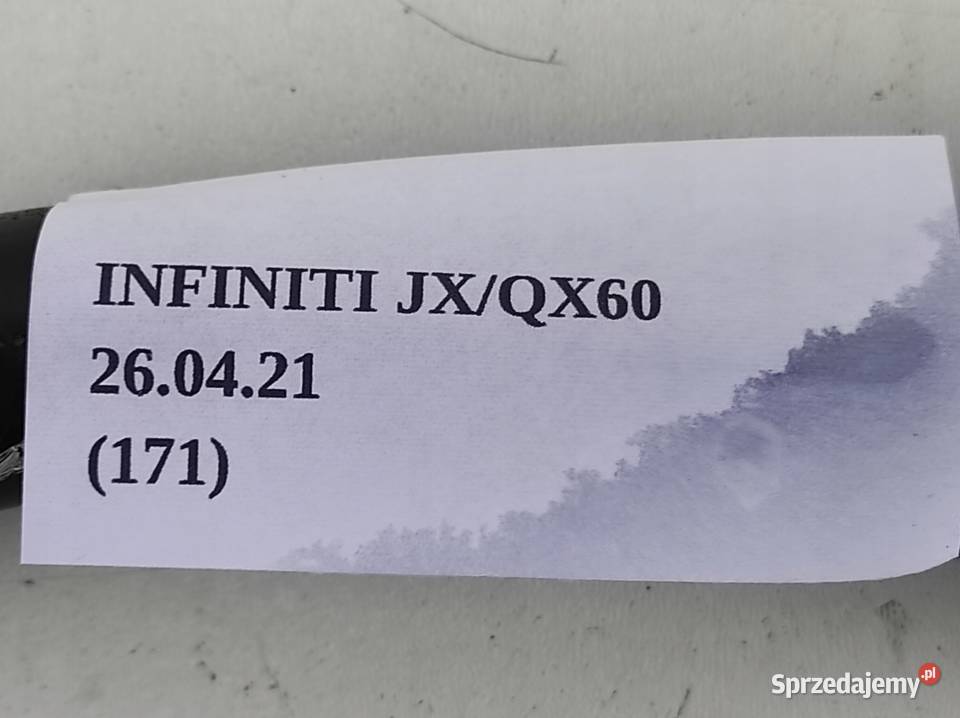 INFINITI JX/QX60
26.04.21
(171)
Sprzedajemy.pl